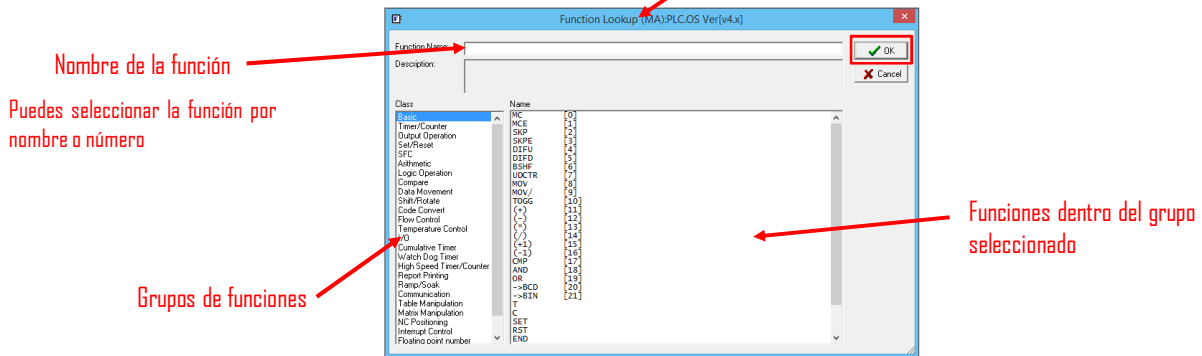 Function Lookup (MA):PLC.OS Ver[v4.x]
Function Name:
OK
Nombre de la función
Description:
Cancel
Puedes seleccionar la función por
nombre o número
Class
Name
Basic
Timer/Counter
Output Operation
Set/Reset
SFC
Arithmetic
Logic Operation
Compare
Data Movement
Shift/Rotate
Code Convert
Flow Control
Temperature Control
I/O
Cumulative Timer
Watch Dog Timer
High Speed Timer/Counter
Report Printing
Ramp/Soak
Communication
Table Manipulation
Matrix Manipulation
NC Positioning
Interrupt Control
Floating point number
MC [0]
MCE [1]
SKP [2]
SKPE [3]
DIFU [4]
DIFD [5]
BSHF [6]
UDCTR [7]
MOV [8]
MOV/ [9]
TOGG [10]
(+) [11]
(-) [12]
(*) [13]
(/) [14]
(+1) [15]
(-1) [16]
CMP [17]
AND [18]
OR [19]
->BCD [20]
->BIN [21]
T
C
SET
RST
END
Funciones dentro del grupo
seleccionado
Grupos de funciones